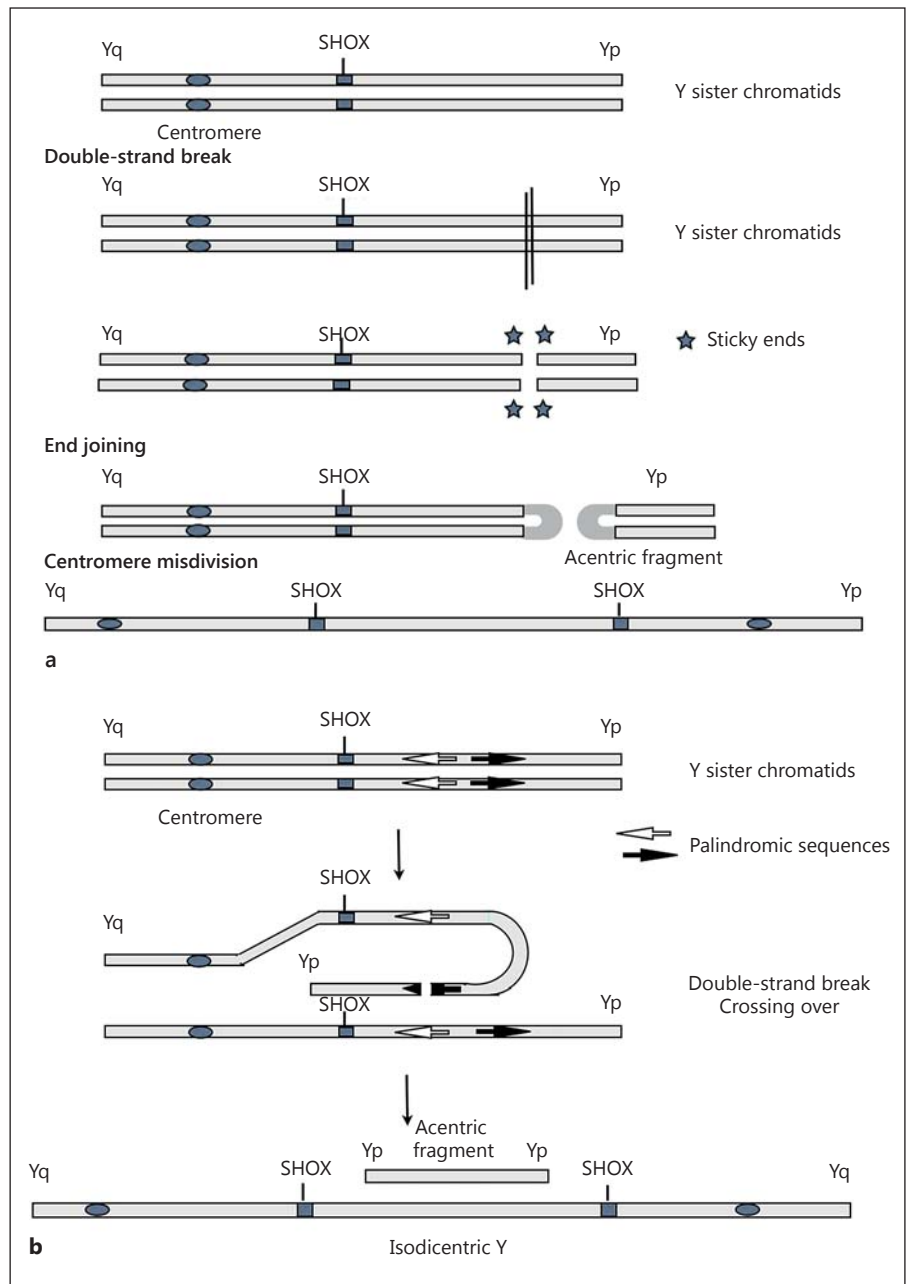 Yq SHOX Yp
Y sister chromatids
Centromere
Double-strand break
Yq SHOX Yp
Y sister chromatids
Yq SHOX Yp
Sticky ends
End joining
Yq SHOX Yp
Acentric fragment
Centromere misdivision
Yq SHOX SHOX Yp
a
Yq SHOX Yp
Y sister chromatids
Centromere
Palindromic sequences
SHOX
Yq
Yp
Double-strand break
Crossing over
SHOX Yp
Acentric
fragment
Yp Yp
Yq SHOX SHOX Yq
b Isodicentric Y